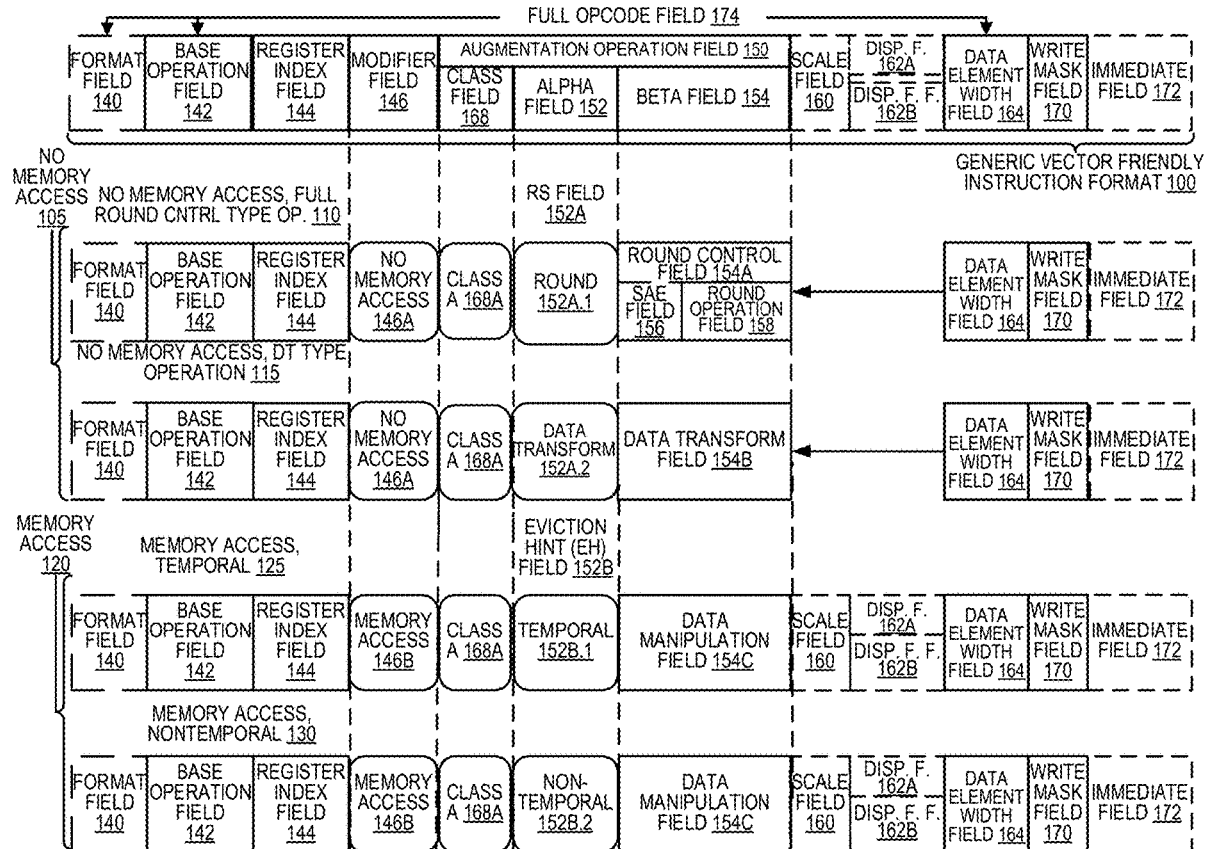 FULL OPCODE FIELD 174
FORMAT FIELD 140
BASE OPERATION FIELD 142
REGISTER INDEX FIELD 144
MODIFIER FIELD 146
AUGMENTATION OPERATION FIELD 150
CLASS FIELD 168
ALPHA FIELD 152
BETA FIELD 154
SCALE FIELD 160
DISP. F. 162A
DISP. F. F. 162B
DATA ELEMENT WIDTH FIELD 164
WRITE MASK FIELD 170
IMMEDIATE FIELD 172
GENERIC VECTOR FRIENDLY INSTRUCTION FORMAT 100
NO MEMORY ACCESS 105
NO MEMORY ACCESS, FULL ROUND CNTRL TYPE OP. 110
RS FIELD 152A
FORMAT FIELD 140
BASE OPERATION FIELD 142
REGISTER INDEX FIELD 144
NO MEMORY ACCESS 146A
CLASS A 168A
ROUND 152A.1
ROUND CONTROL FIELD 154A
SAE FIELD 156
ROUND OPERATION FIELD 158
DATA ELEMENT WIDTH FIELD 164
WRITE MASK FIELD 170
IMMEDIATE FIELD 172
NO MEMORY ACCESS, DT TYPE OPERATION 115
FORMAT FIELD 140
BASE OPERATION FIELD 142
REGISTER INDEX FIELD 144
NO MEMORY ACCESS 146A
CLASS A 168A
DATA TRANSFORM 152A.2
DATA TRANSFORM FIELD 154B
DATA ELEMENT WIDTH FIELD 164
WRITE MASK FIELD 170
IMMEDIATE FIELD 172
MEMORY ACCESS 120
MEMORY ACCESS, TEMPORAL 125
EVICTION HINT (EH) FIELD 152B
FORMAT FIELD 140
BASE OPERATION FIELD 142
REGISTER INDEX FIELD 144
MEMORY ACCESS 146B
CLASS A 168A
TEMPORAL 152B.1
DATA MANIPULATION FIELD 154C
SCALE FIELD 160
DISP. F. 162A
DISP. F. F. 162B
DATA ELEMENT WIDTH FIELD 164
WRITE MASK FIELD 170
IMMEDIATE FIELD 172
MEMORY ACCESS, NONTEMPORAL 130
FORMAT FIELD 140
BASE OPERATION FIELD 142
REGISTER INDEX FIELD 144
MEMORY ACCESS 146B
CLASS A 168A
NON-TEMPORAL 152B.2
DATA MANIPULATION FIELD 154C
SCALE FIELD 160
DISP. F. 162A
DISP. F. F. 162B
DATA ELEMENT WIDTH FIELD 164
WRITE MASK FIELD 170
IMMEDIATE FIELD 172